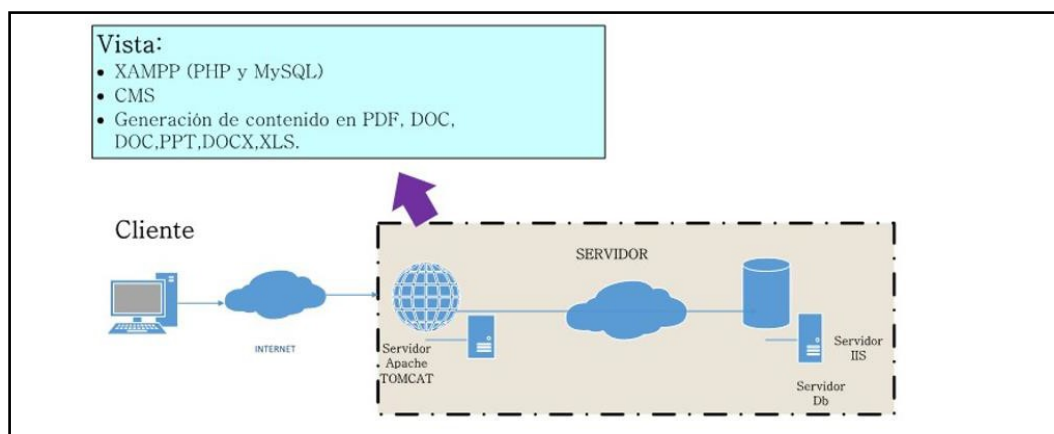 Vista:
• XAMPP (PHP y MySQL)
• CMS
• Generación de contenido en PDF, DOC,
DOC,PPT,DOCX,XLS.
Cliente
SERVIDOR
INTERNET
Servidor
Apache
TOMCAT
Servidor
IIS
Servidor
Db